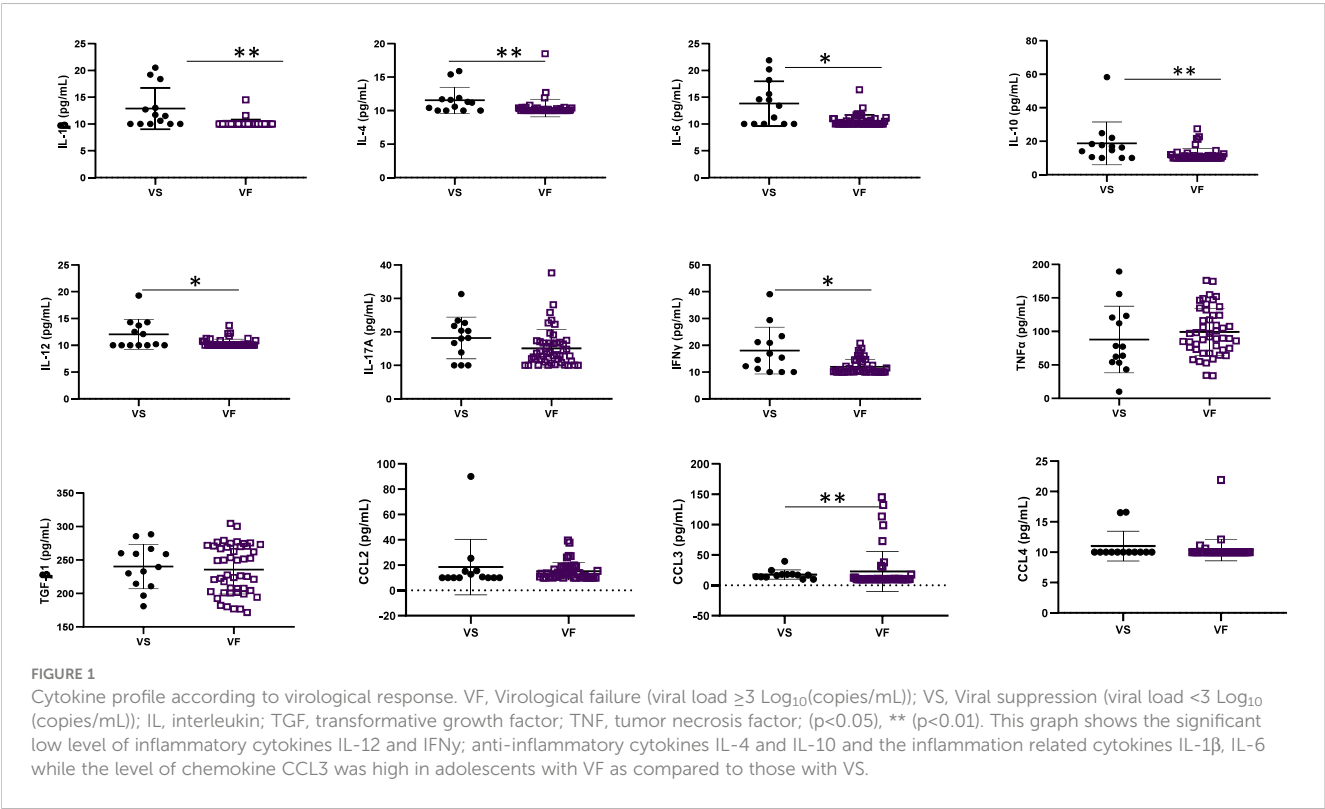 IL-1β (pg/mL)
25
20
15
10
5
0
**
VS VF
IL-4 (pg/mL)
20
15
10
5
0
**
VS VF
IL-6 (pg/mL)
25
20
15
10
5
0
*
VS VF
IL-10 (pg/mL)
80
60
40
20
0
**
VS VF
IL-12 (pg/mL)
25
20
15
10
5
0
*
VS VF
IL-17A (pg/mL)
40
30
20
10
0
VS VF
IFNγ (pg/mL)
50
40
30
20
10
0
*
VS VF
TNFα (pg/mL)
200
150
100
50
0
VS VF
TGFβ1 (pg/mL)
350
300
250
200
150
VS VF
CCL2 (pg/mL)
100
80
60
40
20
0
-20
VS VF
CCL3 (pg/mL)
200
150
100
50
0
-50
**
VS VF
CCL4 (pg/mL)
25
20
15
10
5
0
VS VF
FIGURE 1
Cytokine profile according to virological response. VF, Virological failure (viral load ≥3 Log10(copies/mL)); VS, Viral suppression (viral load <3 Log10
(copies/mL)); IL, interleukin; TGF, transformative growth factor; TNF, tumor necrosis factor; (p<0.05), ** (p<0.01). This graph shows the significant
low level of inflammatory cytokines IL-12 and IFNy; anti-inflammatory cytokines IL-4 and IL-10 and the inflammation related cytokines, IL-1β, IL-6
while the level of chemokine CCL3 was high in adolescents with VF as compared to those with VS.